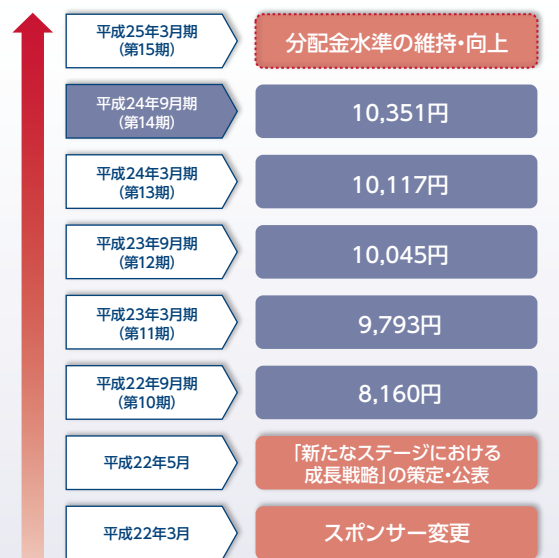 平成25年3月期
(第15期)
分配金水準の維持・向上
平成24年9月期
(第14期)
10,351円
平成24年3月期
(第13期)
10,117円
平成23年9月期
(第12期)
10,045円
平成23年3月期
(第11期)
9,793円
平成22年9月期
(第10期)
8,160円
平成22年5月
「新たなステージにおける
成長戦略」の策定・公表
平成22年3月
スポンサー変更